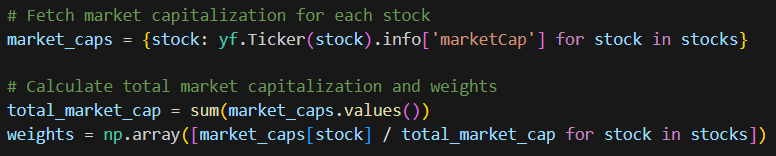 # Fetch market capitalization for each stock
market_caps = {stock: yf.Ticker(stock).info['marketCap'] for stock in stocks}
# Calculate total market capitalization and weights
total_market_cap = sum(market_caps.values())
weights = np.array([market_caps[stock] / total_market_cap for stock in stocks])